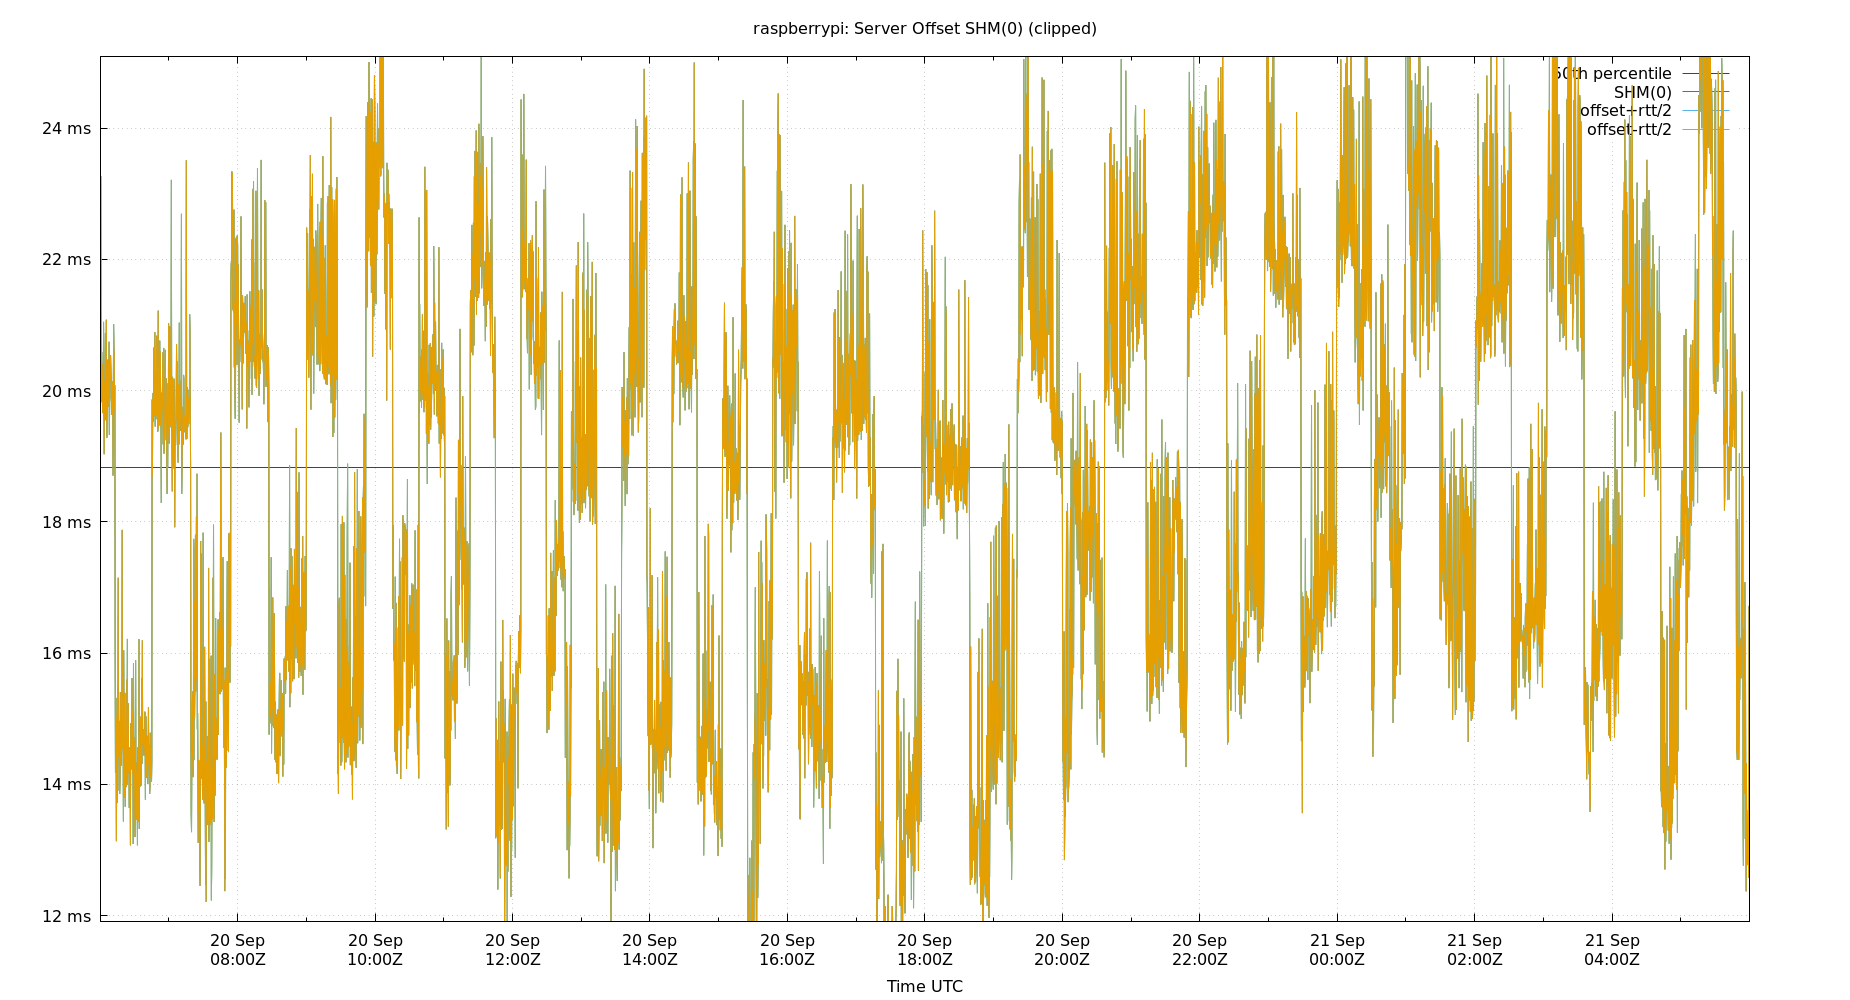 raspberrypi: Server Offset SHM(0) (clipped)
50th percentile
SHM(0)
offset+rtt/2
offset-rtt/2
24 ms
22 ms
20 ms
18 ms
16 ms
14 ms
12 ms
20 Sep 20 Sep 20 Sep 20 Sep 20 Sep 20 Sep 20 Sep 20 Sep 21 Sep 21 Sep 21 Sep
08:00Z 10:00Z 12:00Z 14:00Z 16:00Z 18:00Z 20:00Z 22:00Z 00:00Z 02:00Z 04:00Z
Time UTC